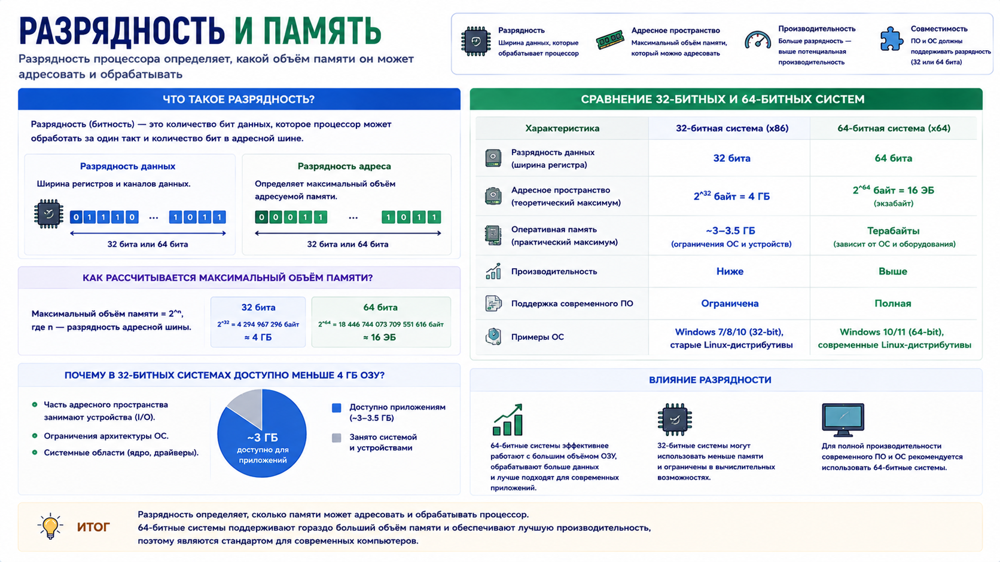 РАЗРЯДНОСТЬ И ПАМЯТЬ
Разрядность процессора определяет, какой объём памяти он может
адресовать и обрабатывать
Разрядность
Ширина данных, которые
обрабатывает процессор
Адресное пространство
Максимальный объём памяти,
который можно адресовать
Производительность
Больше разрядность —
выше потенциальная
производительность
Совместимость
ПО и ОС должны
поддерживать разрядность
(32 или 64 бита)
ЧТО ТАКОЕ РАЗРЯДНОСТЬ?
Разрядность (битность) — это количество бит данных, которое процессор может
обработать за один такт и количество бит в адресной шине.
Разрядность данных
Ширина регистров и каналов данных.
0 1 1 1 0 ... 1 0 1 1
32 бита или 64 бита
Разрядность адреса
Определяет максимальный объём
адресуемой памяти.
0 0 0 1 1 ... 1 0 1 1
32 бита или 64 бита
КАК РАССЧИТЫВАЕТСЯ МАКСИМАЛЬНЫЙ ОБЪЁМ ПАМЯТИ?
Максимальный объём памяти = 2^n,
где n — разрядность адресной шины.
32 бита
2^32 = 4 294 967 296 байт
≈ 4 ГБ
64 бита
2^64 = 18 446 744 073 709 551 616 байт
≈ 16 ЭБ
ПОЧЕМУ В 32-БИТНЫХ СИСТЕМАХ ДОСТУПНО МЕНЬШЕ 4 ГБ ОЗУ?
Часть адресного пространства
занимают устройства (I/O).
Ограничения архитектуры ОС.
Системные области (ядро, драйверы).
~3 ГБ
доступно для
приложений
Доступно приложениям
(~3–3.5 ГБ)
Занято системой
и устройствами
СРАВНЕНИЕ 32-БИТНЫХ И 64-БИТНЫХ СИСТЕМ
Характеристика 32-битная система (x86) 64-битная система (x64)
Разрядность данных
(ширина регистра)
32 бита
64 бита
Адресное пространство
(теоретический максимум)
2^32 байт = 4 ГБ
2^64 байт = 16 ЭБ
(экзабайт)
Оперативная память
(практический максимум)
~3–3.5 ГБ
(ограничения ОС и устройств)
Терабайты
(зависит от ОС и оборудования)
Производительность Ниже Выше
Поддержка современного ПО Ограничена Полная
Примеры ОС
Windows 7/8/10 (32-bit),
старые Linux-дистрибутивы
Windows 10/11 (64-bit),
современные Linux-дистрибутивы
ВЛИЯНИЕ РАЗРЯДНОСТИ
64-битные системы эффективнее
работают с большим объёмом ОЗУ,
обрабатывают больше данных
и лучше подходят для современных
приложений.
32-битные системы могут
использовать меньше памяти
и ограничены в вычислительных
возможностях.
Для полной производительности
современного ПО и ОС рекомендуется
использовать 64-битные системы.
ИТОГ
Разрядность определяет, сколько памяти может адресовать и обрабатывать процессор.
64-битные системы поддерживают гораздо больший объём памяти и обеспечивают лучшую производительность,
поэтому являются стандартом для современных компьютеров.